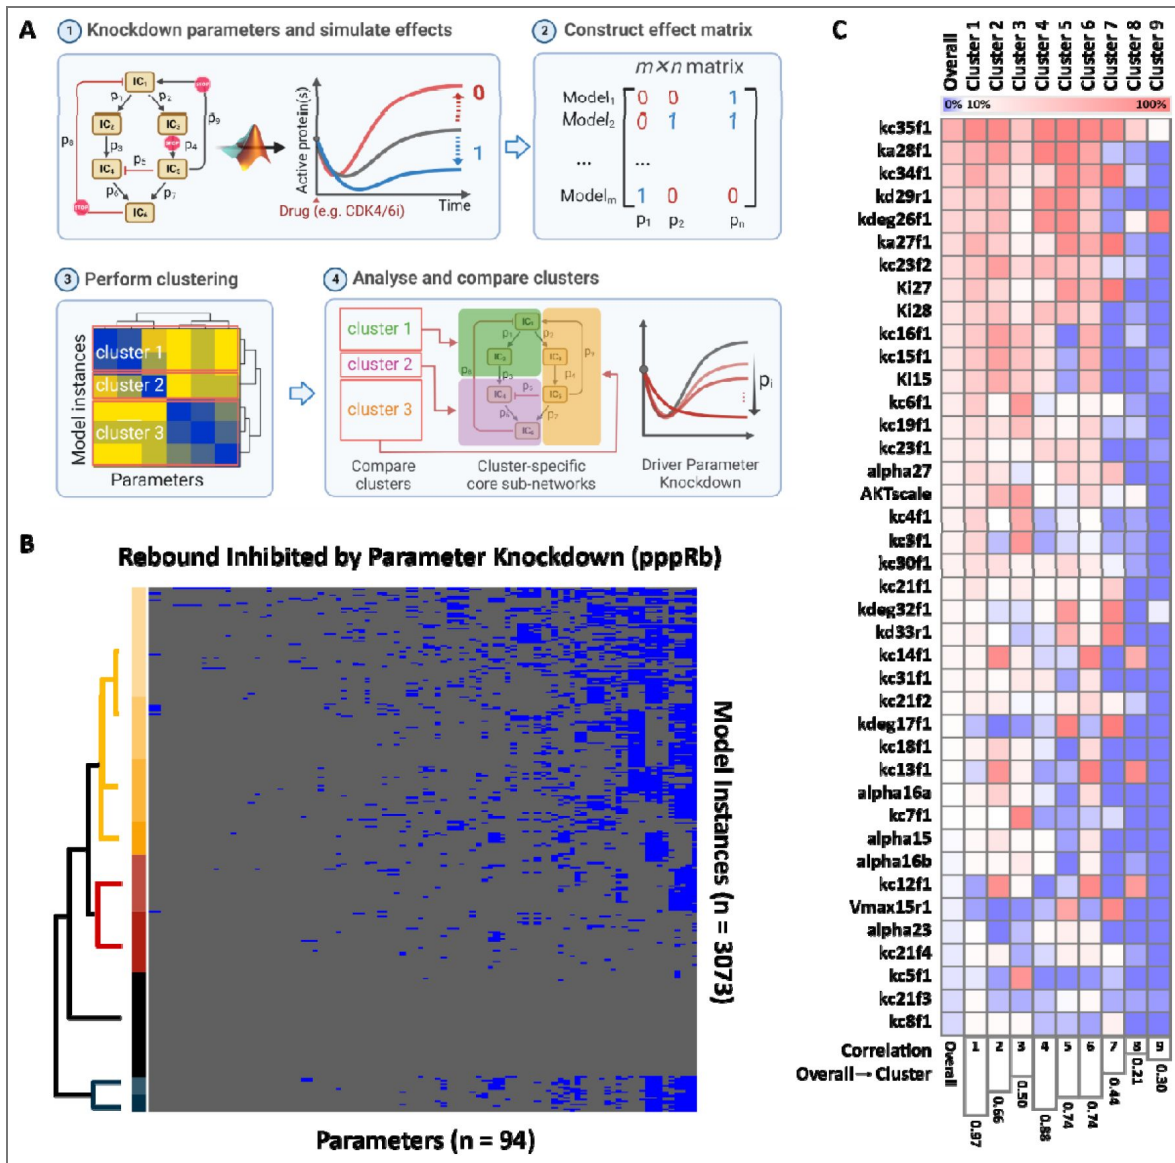 A
1 Knockdown parameters and simulate effects
IC1
p1
p2
p9
STOP
IC2
IC3
p8
p3
STOP
p4
p5
IC4
IC5
p6
p7
STOP
IC6
Active protein(s)
0
1
Time
Drug (e.g. CDK4/6i)
2 Construct effect matrix
m×n matrix
Model1 0 0 1
Model2 0 1 1
... ...
Modelm 1 0 0
p1 p2 pn
3 Perform clustering
Model instances
cluster 1
cluster 2
cluster 3
Parameters
4 Analyse and compare clusters
cluster 1
cluster 2
cluster 3
Compare
clusters
Cluster-specific
core sub-networks
pi
Driver Parameter
Knockdown
B
Rebound Inhibited by Parameter Knockdown (pppRb)
Model Instances (n = 3073)
Parameters (n = 94)
C
Overall
Cluster 1
Cluster 2
Cluster 3
Cluster 4
Cluster 5
Cluster 6
Cluster 7
Cluster 8
Cluster 9
0% 10% 100%
kc35f1
ka28f1
kc34f1
kd29r1
kdeg26f1
ka27f1
kc23f2
Ki27
Ki28
kc16f1
kc15f1
Ki15
kc6f1
kc19f1
kc23f1
alpha27
AKTscale
kc4f1
kc3f1
kc30f1
kc21f1
kdeg32f1
kd33r1
kc14f1
kc31f1
kc21f2
kdeg17f1
kc18f1
kc13f1
alpha16a
kc7f1
alpha15
alpha16b
kc12f1
Vmax15r1
alpha23
kc21f4
kc5f1
kc21f3
kc8f1
Correlation
Overall→Cluster
Overall
1 2 3 4 5 6 7 8 9
0.97
0.66
0.50
0.88
0.74
0.74
0.44
0.21
0.30